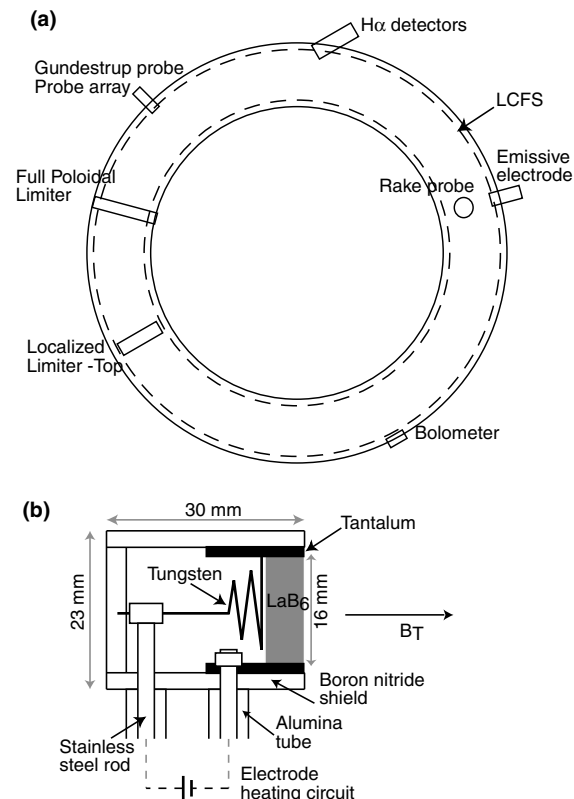 (a)
Hα detectors
Gundestrup probe
Probe array
LCFS
Emissive
electrode
Full Poloidal
Limiter
Rake probe
Localized
Limiter -Top
Bolometer
(b)
30 mm
Tantalum
Tungsten
23 mm
LaB6
16 mm
BT
Boron nitride
shield
Stainless
steel rod
Alumina
tube
Electrode
heating circuit